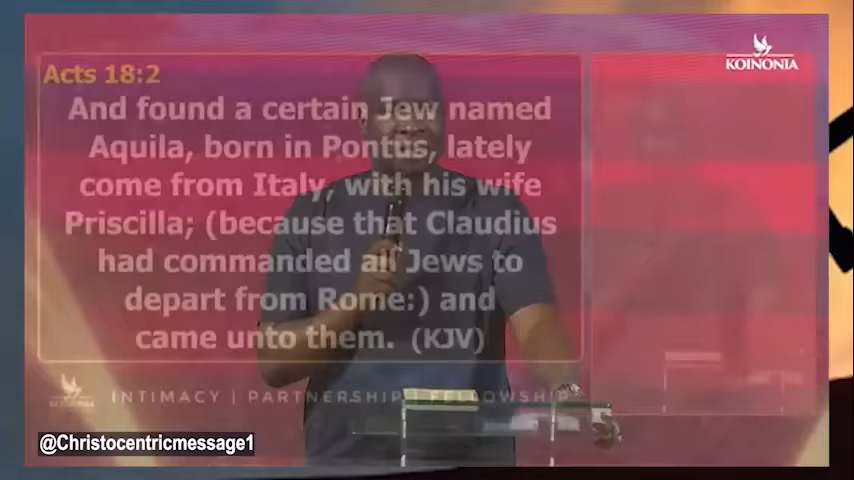 KOINONIA
Acts 18:2
And found a certain Jew named
Aquila, born in Pontus, lately
come from Italy, with his wife
Priscilla; (because that Claudius
had commanded all Jews to
depart from Rome:) and
came unto them. (KJV)
KOINONIA
INTIMACY | PARTNERSHIP | FELLOWSHIP
@Christocentricmessage1